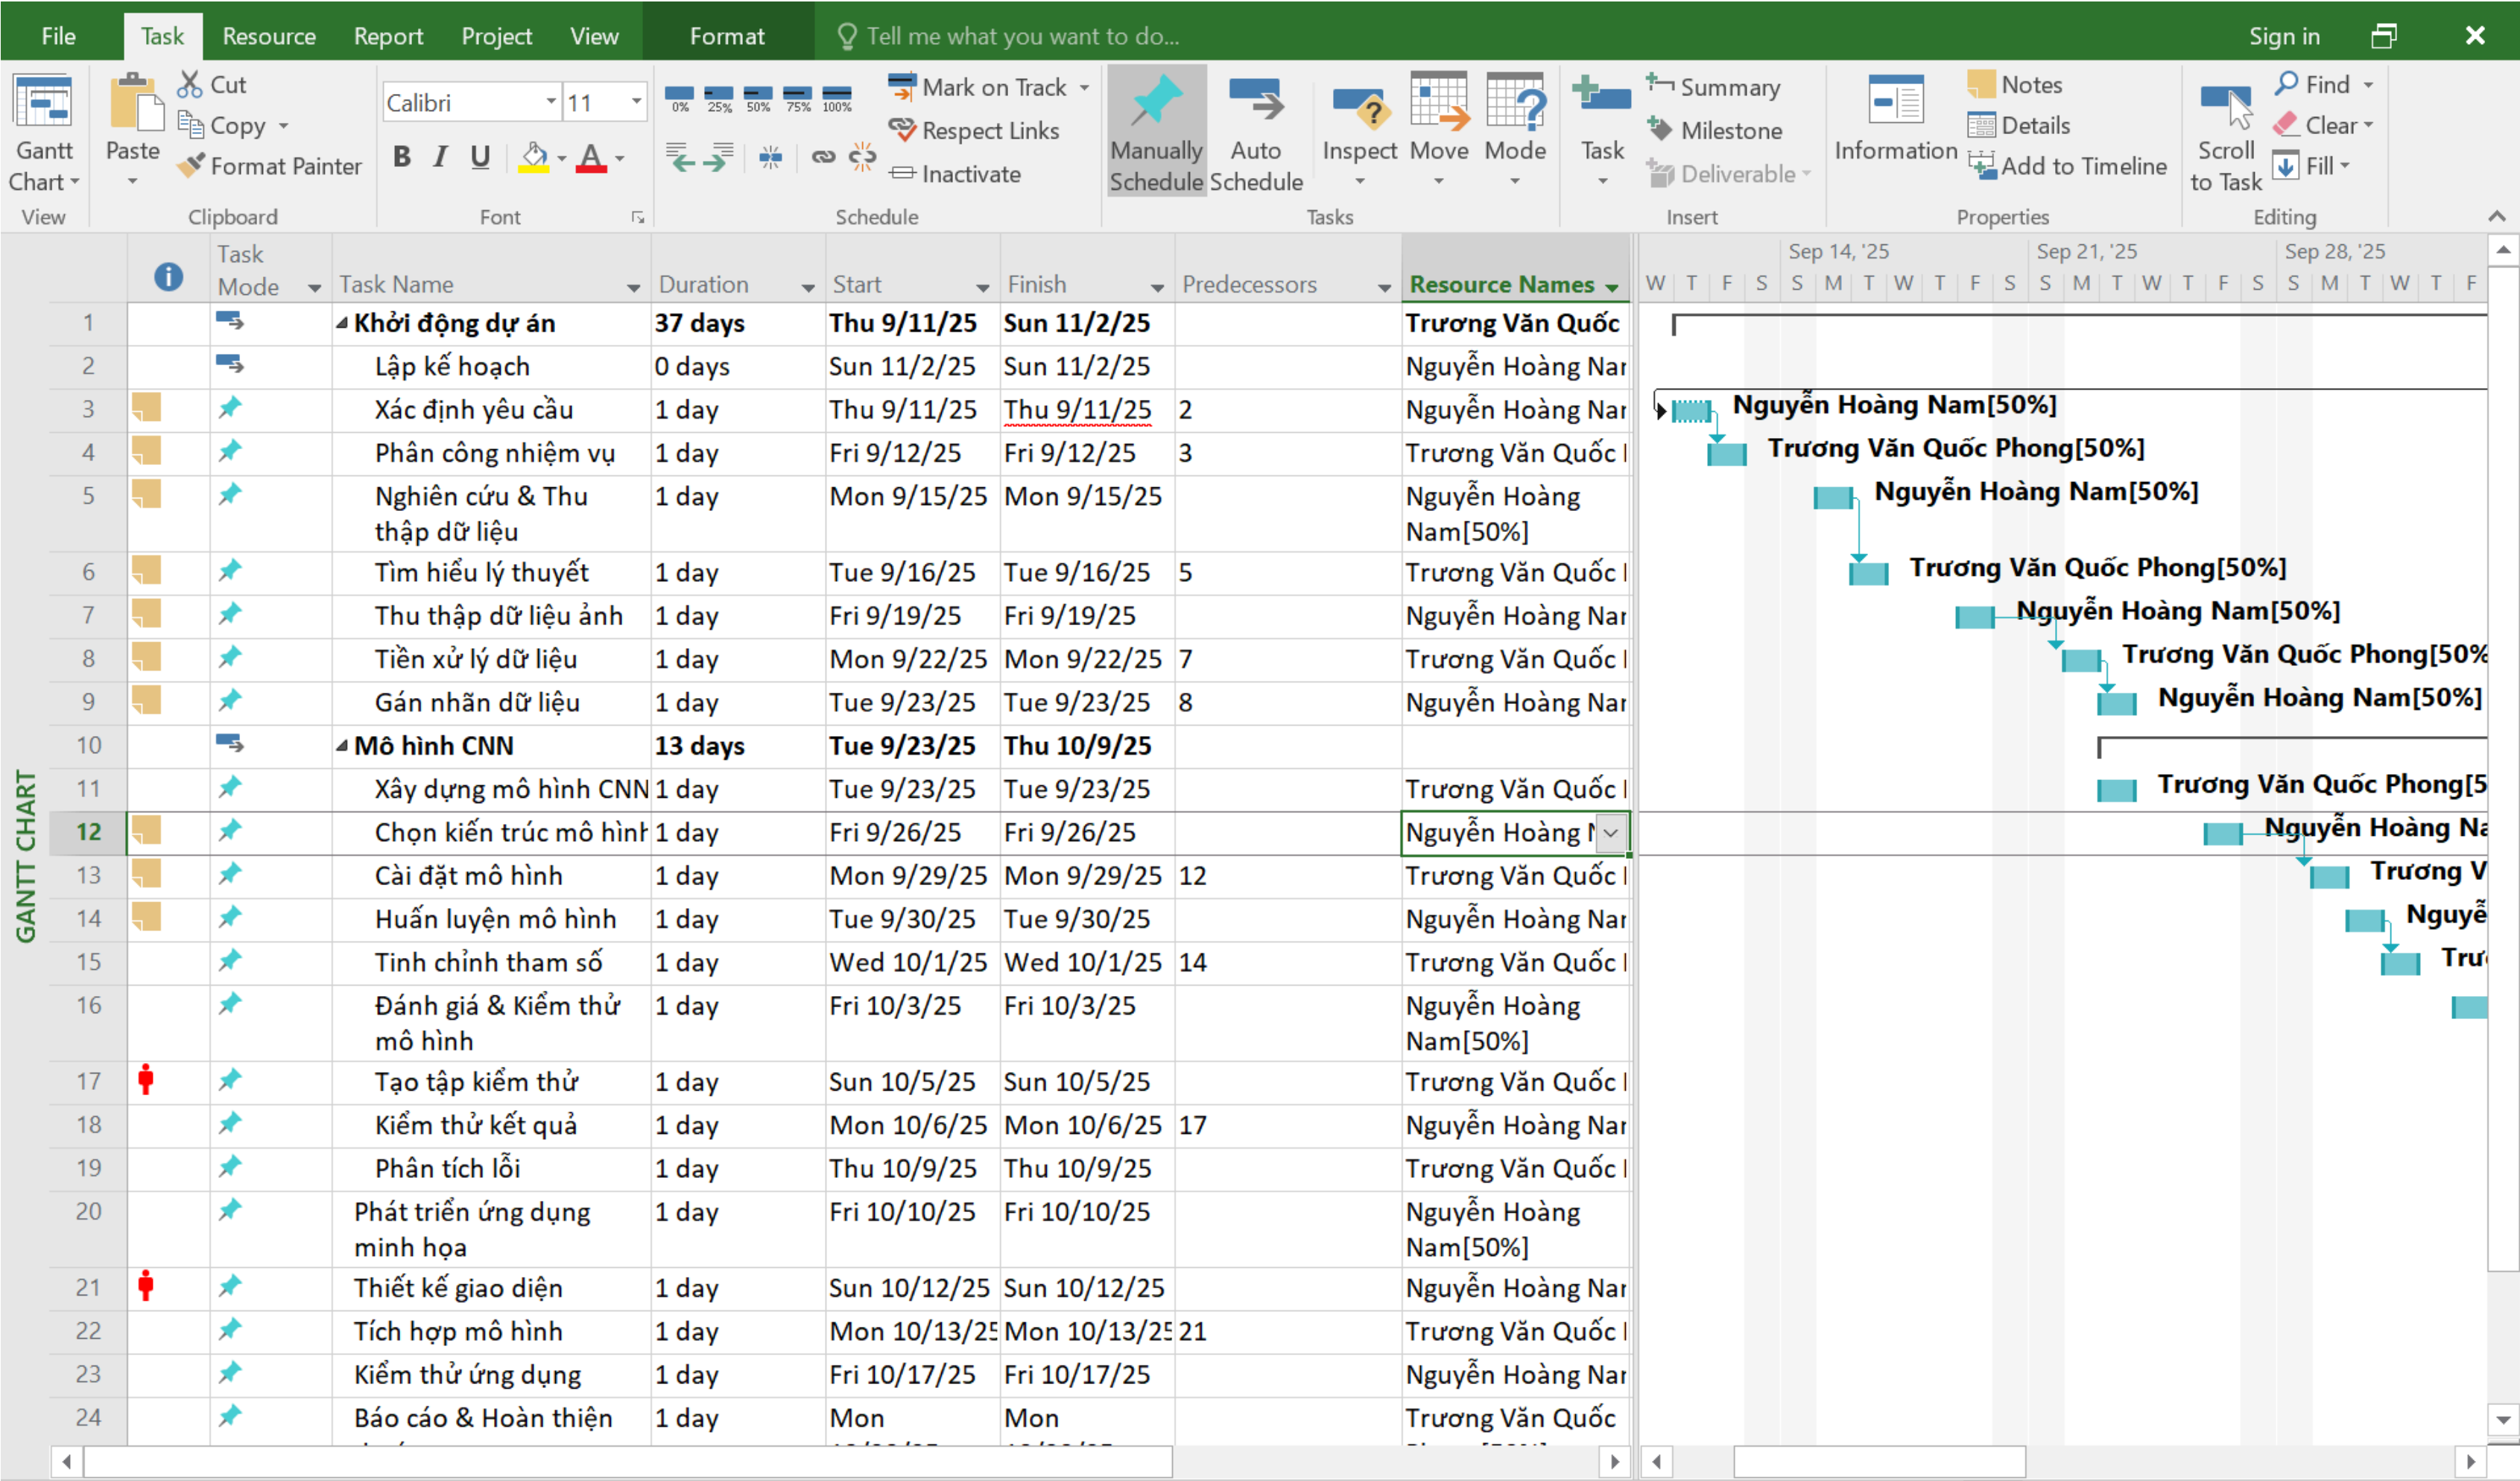 File Task Resource Report Project View Format Tell me what you want to do... Sign in
Gantt Chart
View
Paste
Cut
Copy
Format Painter
Clipboard
Calibri 11
B I U A
Font
0% 25% 50% 75% 100%
Mark on Track
Respect Links
Inactivate
Schedule
Manually Schedule
Auto Schedule
Inspect
Move
Mode
Tasks
Task
Summary
Milestone
Deliverable
Insert
Information
Notes
Details
Add to Timeline
Properties
Scroll to Task
Find
Clear
Fill
Editing
GANTT CHART
Task Mode Task Name Duration Start Finish Predecessors Resource Names
Sep 14, '25 Sep 21, '25 Sep 28, '25
W T F S S M T W T F S S M T W T F S S M T W T F
1 Khởi động dự án 37 days Thu 9/11/25 Sun 11/2/25 Trương Văn Quốc
2 Lập kế hoạch 0 days Sun 11/2/25 Sun 11/2/25 Nguyễn Hoàng
3 Xác định yêu cầu 1 day Thu 9/11/25 Thu 9/11/25 2 Nguyễn Hoàng Nguyễn Hoàng Nam[50%]
4 Phân công nhiệm vụ 1 day Fri 9/12/25 Fri 9/12/25 3 Trương Văn Quốc Trương Văn Quốc Phong[50%]
5 Nghiên cứu & Thu 1 day Mon 9/15/25 Mon 9/15/25 Nguyễn Hoàng Nguyễn Hoàng Nam[50%]
thập dữ liệu Nam[50%]
6 Tìm hiểu lý thuyết 1 day Tue 9/16/25 Tue 9/16/25 5 Trương Văn Quốc Trương Văn Quốc Phong[50%]
7 Thu thập dữ liệu ảnh 1 day Fri 9/19/25 Fri 9/19/25 Nguyễn Hoàng Nguyễn Hoàng Nam[50%]
8 Tiền xử lý dữ liệu 1 day Mon 9/22/25 Mon 9/22/25 7 Trương Văn Quốc Trương Văn Quốc Phong[50%
9 Gán nhãn dữ liệu 1 day Tue 9/23/25 Tue 9/23/25 8 Nguyễn Hoàng Nguyễn Hoàng Nam[50%]
10 Mô hình CNN 13 days Tue 9/23/25 Thu 10/9/25
11 Xây dựng mô hình CNN 1 day Tue 9/23/25 Tue 9/23/25 Trương Văn Quốc Trương Văn Quốc Phong[5
12 Chọn kiến trúc mô hình 1 day Fri 9/26/25 Fri 9/26/25 Nguyễn Hoàng Nguyễn Hoàng
13 Cài đặt mô hình 1 day Mon 9/29/25 Mon 9/29/25 12 Trương Văn Quốc Trương V
14 Huấn luyện mô hình 1 day Tue 9/30/25 Tue 9/30/25 Nguyễn Hoàng Nguyễ
15 Tinh chỉnh tham số 1 day Wed 10/1/25 Wed 10/1/25 14 Trương Văn Quốc
16 Đánh giá & Kiểm thử 1 day Fri 10/3/25 Fri 10/3/25 Nguyễn Hoàng
mô hình Nam[50%]
17 Tạo tập kiểm thử 1 day Sun 10/5/25 Sun 10/5/25 Trương Văn Quốc
18 Kiểm thử kết quả 1 day Mon 10/6/25 Mon 10/6/25 17 Nguyễn Hoàng
19 Phân tích lỗi 1 day Thu 10/9/25 Thu 10/9/25 Trương Văn Quốc
20 Phát triển ứng dụng 1 day Fri 10/10/25 Fri 10/10/25 Nguyễn Hoàng
minh họa Nam[50%]
21 Thiết kế giao diện 1 day Sun 10/12/25 Sun 10/12/25 Nguyễn Hoàng
22 Tích hợp mô hình 1 day Mon 10/13/25 Mon 10/13/25 21 Trương Văn Quốc
23 Kiểm thử ứng dụng 1 day Fri 10/17/25 Fri 10/17/25 Nguyễn Hoàng
24 Báo cáo & Hoàn thiện 1 day Mon Mon Trương Văn Quốc